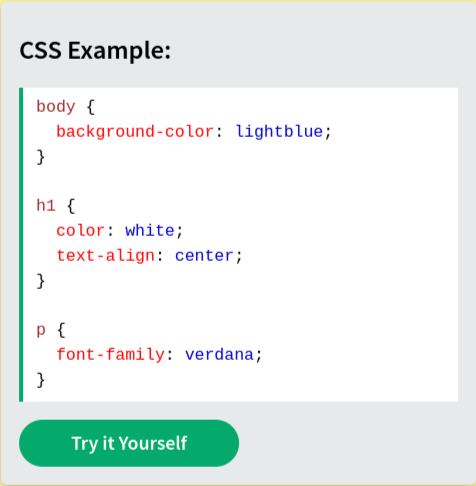 CSS Example:
body {
  background-color: lightblue;
}

h1 {
  color: white;
  text-align: center;
}

p {
  font-family: verdana;
}
Try it Yourself